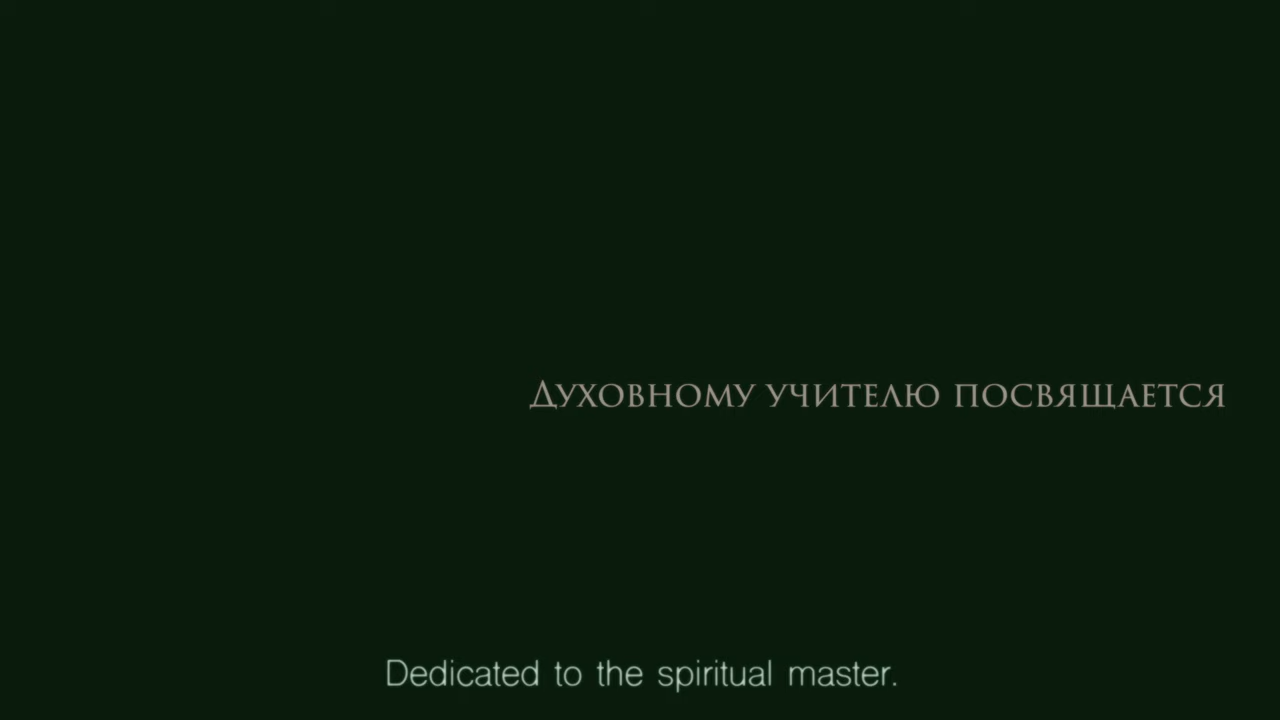 Духовному учителю посвящается
Dedicated to the spiritual master.